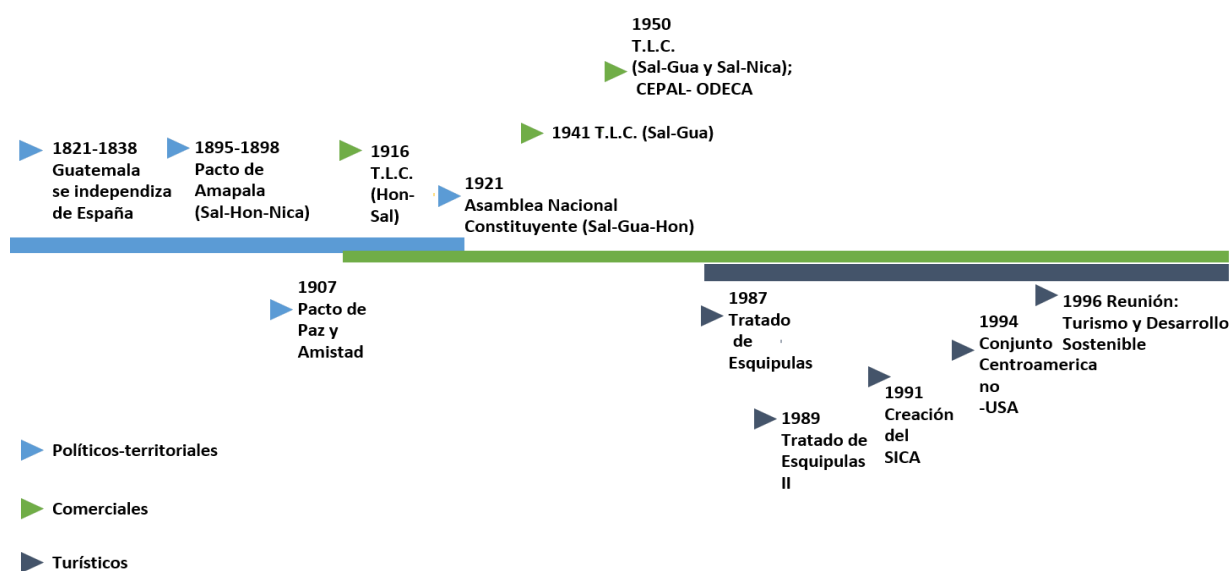 1950
T.L.C.
(Sal-Gua y Sal-Nica);
CEPAL- ODECA
1941 T.L.C. (Sal-Gua)
1821-1838
Guatemala
se independiza
de España
1895-1898
Pacto de
Amapala
(Sal-Hon-Nica)
1916
T.L.C.
(Hon-
Sal)
1921
Asamblea Nacional
Constituyente (Sal-Gua-Hon)
1907
Pacto de
Paz y
Amistad
1987
Tratado
de
Esquipulas
1989
Tratado de
Esquipulas
II
1991
Creación
del
SICA
1994
Conjunto
Centroamerica
no
-USA
1996 Reunión:
Turismo y Desarrollo
Sostenible
Políticos-territoriales
Comerciales
Turísticos